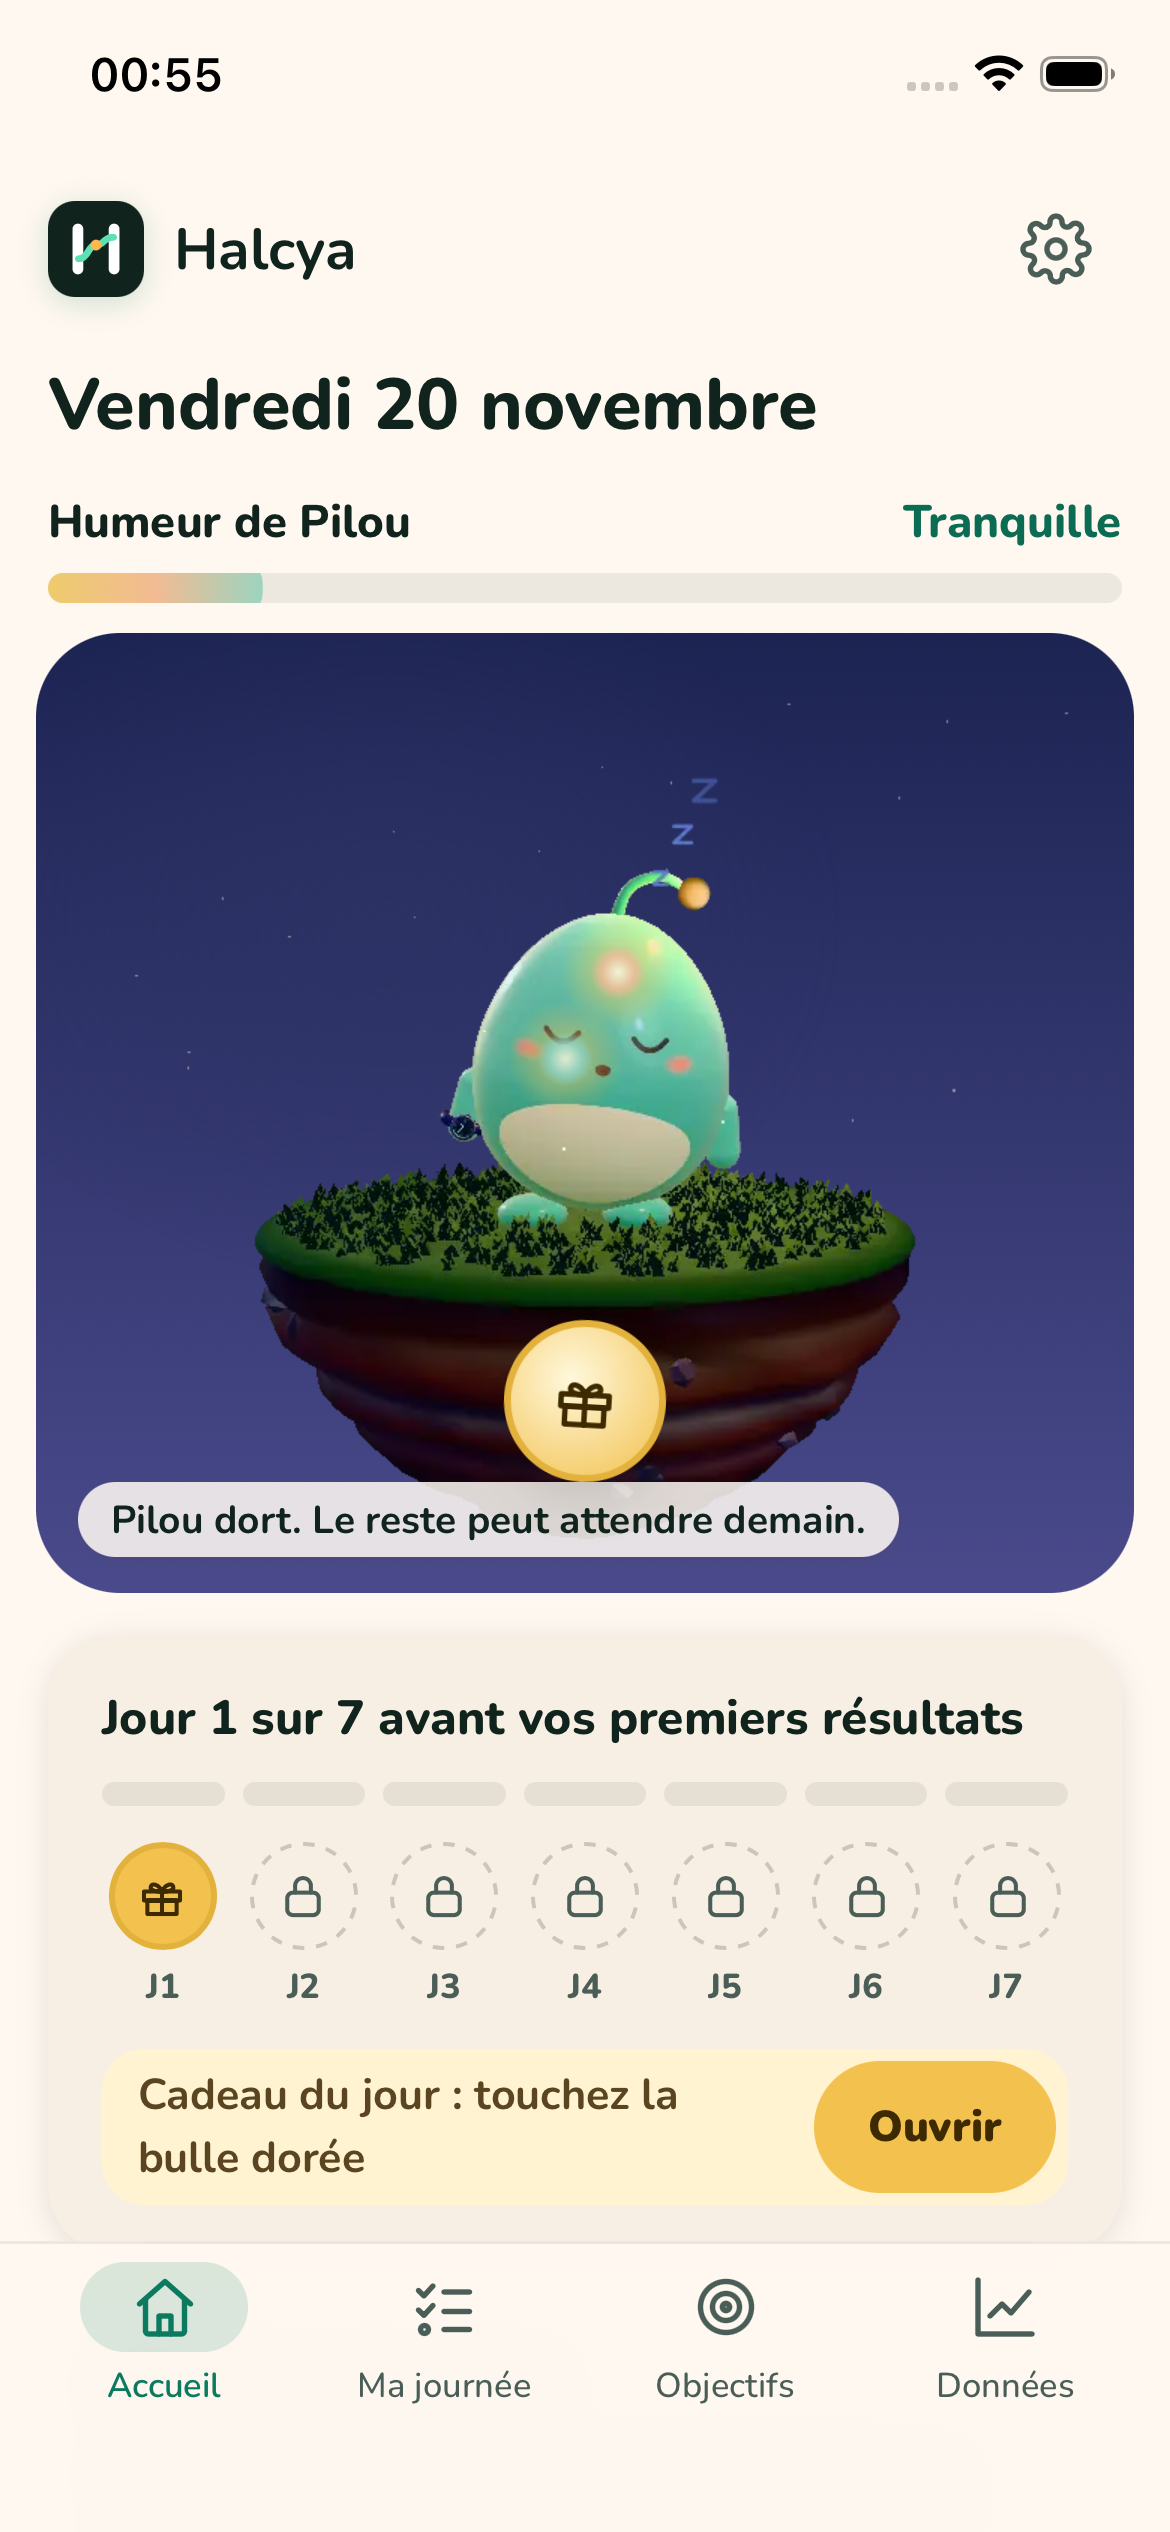 00:55
Halcya
Vendredi 20 novembre
Humeur de Pilou
Tranquille
Z
Z
Z
Pilou dort. Le reste peut attendre demain.
Jour 1 sur 7 avant vos premiers résultats
J1
J2
J3
J4
J5
J6
J7
Cadeau du jour : touchez la
bulle dorée
Ouvrir
Accueil
Ma journée
Objectifs
Données